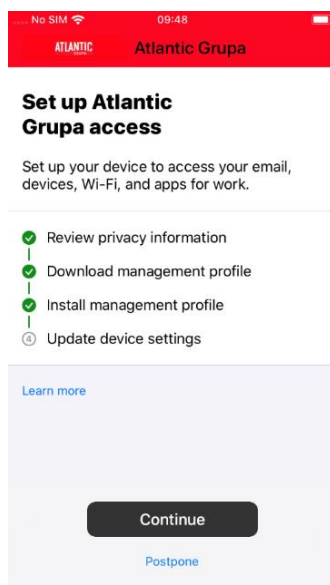 No SIM 09:48
ATLANTIC
GRUPA
Atlantic Grupa
Set up Atlantic
Grupa access
Set up your device to access your email,
devices, Wi-Fi, and apps for work.
Review privacy information
Download management profile
Install management profile
4 Update device settings
Learn more
Continue
Postpone